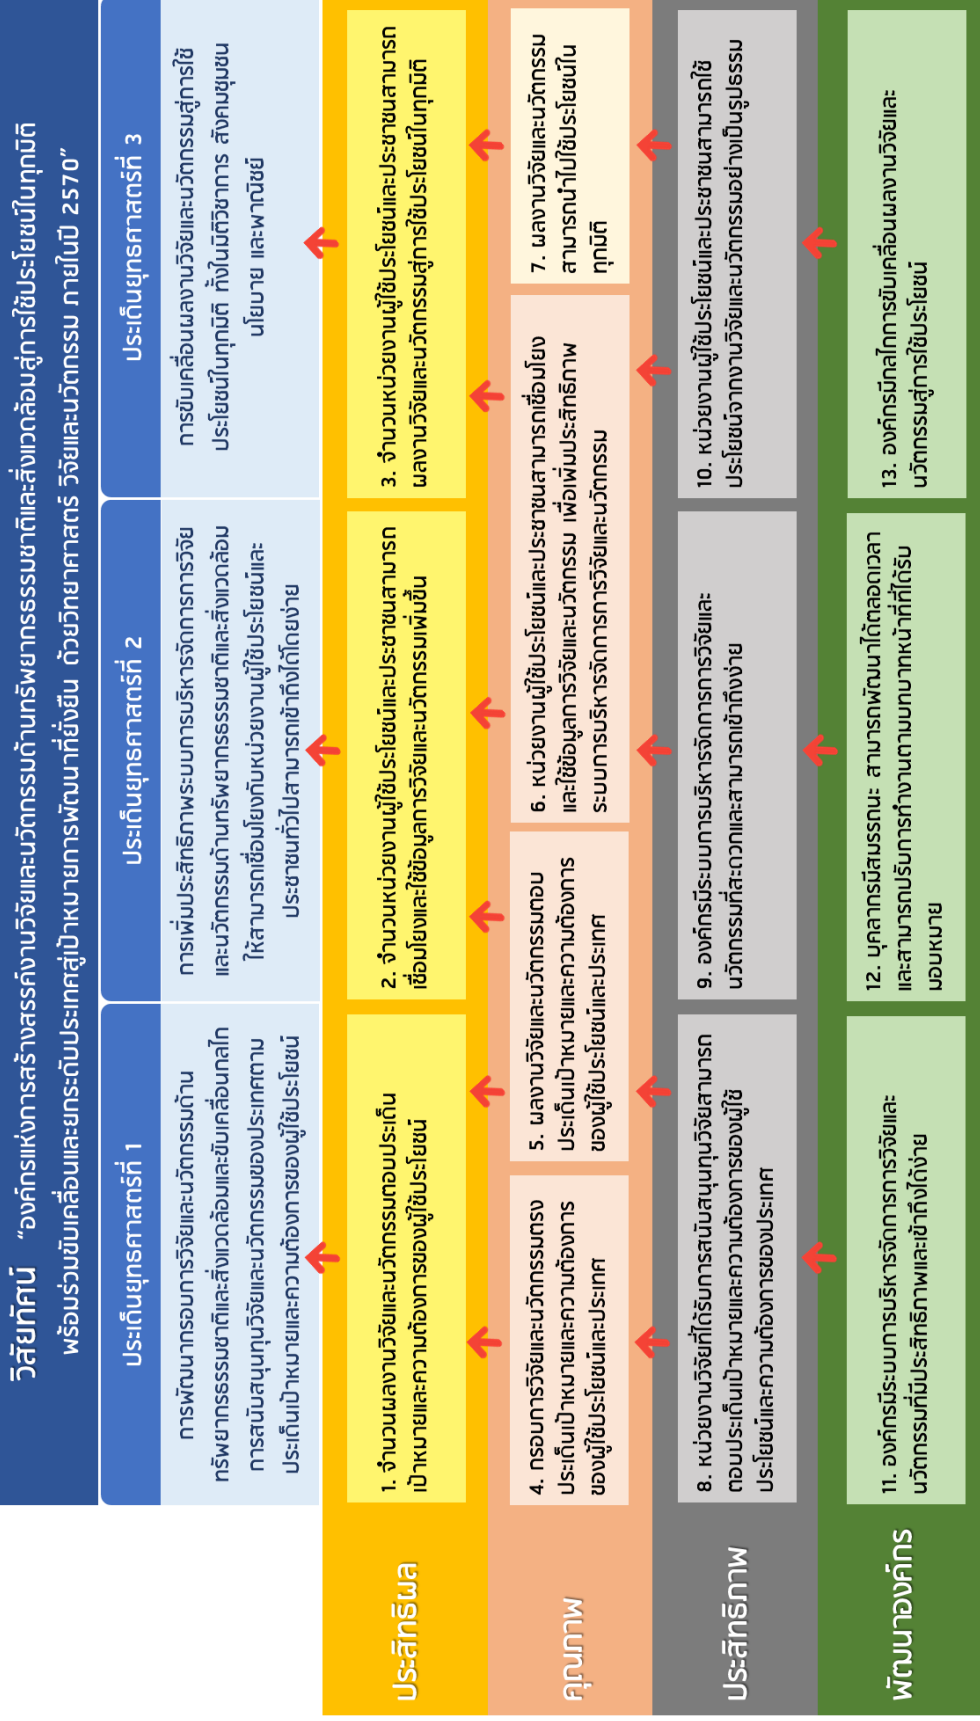 วิสัยทัศน์ “องค์กรแห่งการสร้างสรรค์งานวิจัยและนวัตกรรมด้านทรัพยากรธรรมชาติและสิ่งแวดล้อมสู่การใช้ประโยชน์ในทุกมิติ
พร้อมร่วมขับเคลื่อนและยกระดับประเทศสู่เป้าหมายการพัฒนาที่ยั่งยืน ด้วยวิทยาศาสตร์ วิจัยและนวัตกรรม ภายในปี 2570”
ประเด็นยุทธศาสตร์ที่ 1
การพัฒนากรอบการวิจัยและนวัตกรรมด้าน
ทรัพยากรธรรมชาติและสิ่งแวดล้อมและขับเคลื่อนกลไก
การสนับสนุนทุนวิจัยและนวัตกรรมของประเทศตาม
ประเด็นเป้าหมายและความต้องการของผู้ใช้ประโยชน์
ประเด็นยุทธศาสตร์ที่ 2
การเพิ่มประสิทธิภาพระบบการบริหารจัดการการวิจัย
และนวัตกรรมด้านทรัพยากรธรรมชาติและสิ่งแวดล้อม
ให้สามารถเชื่อมโยงกับหน่วยงานผู้ใช้ประโยชน์และ
ประชาชนทั่วไปสามารถเข้าถึงได้โดยง่าย
ประเด็นยุทธศาสตร์ที่ 3
การขับเคลื่อนผลงานวิจัยและนวัตกรรมสู่การใช้
ประโยชน์ในทุกมิติ ทั้งในมิติวิชาการ สังคมชุมชน
นโยบาย และพาณิชย์
ประสิทธิผล
1. จำนวนผลงานวิจัยและนวัตกรรมตอบประเด็น
เป้าหมายและความต้องการของผู้ใช้ประโยชน์
2. จำนวนหน่วยงานผู้ใช้ประโยชน์และประชาชนสามารถ
เชื่อมโยงและใช้ข้อมูลการวิจัยและนวัตกรรมเพิ่มขึ้น
3. จำนวนหน่วยงานผู้ใช้ประโยชน์และประชาชนสามารถ
ผลงานวิจัยและนวัตกรรมสู่การใช้ประโยชน์ในทุกมิติ
คุณภาพ
4. กรอบการวิจัยและนวัตกรรมตรง
ประเด็นเป้าหมายและความต้องการ
ของผู้ใช้ประโยชน์และประเทศ
5. ผลงานวิจัยและนวัตกรรมตอบ
ประเด็นเป้าหมายและความต้องการ
ของผู้ใช้ประโยชน์และประเทศ
6. หน่วยงานผู้ใช้ประโยชน์และประชาชนสามารถเชื่อมโยง
และใช้ข้อมูลการวิจัยและนวัตกรรม เพื่อเพิ่มประสิทธิภาพ
ระบบการบริหารจัดการการวิจัยและนวัตกรรม
7. ผลงานวิจัยและนวัตกรรม
สามารถนำไปใช้ประโยชน์ใน
ทุกมิติ
ประสิทธิภาพ
8. หน่วยงานวิจัยที่ได้รับการสนับสนุนทุนวิจัยสามารถ
ตอบประเด็นเป้าหมายและความต้องการของผู้ใช้
ประโยชน์และความต้องการของประเทศ
9. องค์กรมีระบบการบริหารจัดการการวิจัยและ
นวัตกรรมที่สะดวกและสามารถเข้าถึงง่าย
10. หน่วยงานผู้ใช้ประโยชน์และประชาชนสามารถใช้
ประโยชน์จากงานวิจัยและนวัตกรรมอย่างเป็นรูปธรรม
พัฒนาองค์กร
11. องค์กรมีระบบการบริหารจัดการการวิจัยและ
นวัตกรรมที่มีประสิทธิภาพและเข้าถึงได้ง่าย
12. บุคลากรมีสมรรถนะ สามารถพัฒนาได้ตลอดเวลา
และสามารถปรับการทำงานตามบทบาทหน้าที่ที่ได้รับ
มอบหมาย
13. องค์กรมีกลไกการขับเคลื่อนผลงานวิจัยและ
นวัตกรรมสู่การใช้ประโยชน์